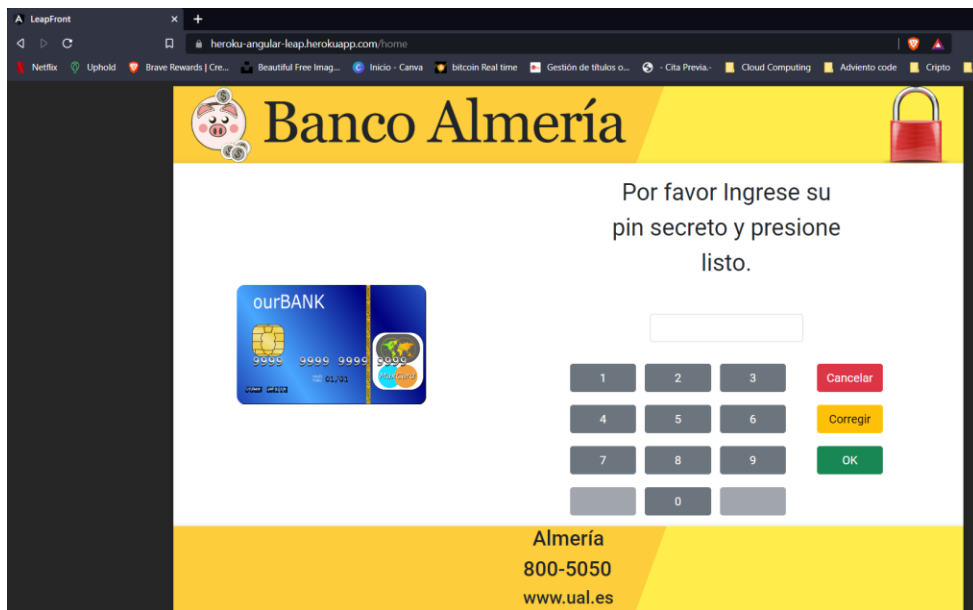 LeapFront
heroku-angular-leap.herokuapp.com/home
Netflix Uphold Brave Rewards | Cre... Beautiful Free Imag... Inicio - Canva bitcoin Real time Gestión de títulos o... - Cita Previa.- Cloud Computing Adviento code Cripto
Banco Almería
Por favor Ingrese su
pin secreto y presione
listo.
ourBANK
9999 9999 9999 9999
01/01
1 2 3 Cancelar
4 5 6 Corregir
7 8 9 OK
0
Almería
800-5050
www.ual.es